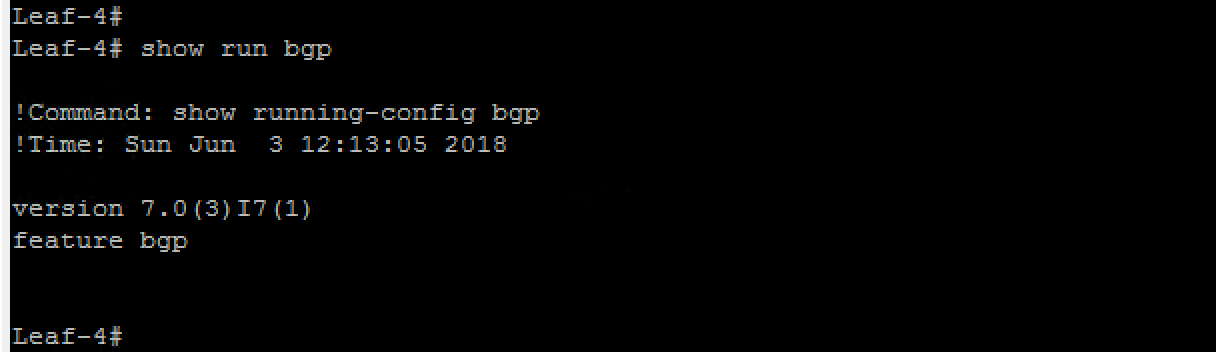 Leaf-4#
Leaf-4# show run bgp
!Command: show running-config bgp
!Time: Sun Jun  3 12:13:05 2018
version 7.0(3)I7(1)
feature bgp
Leaf-4#